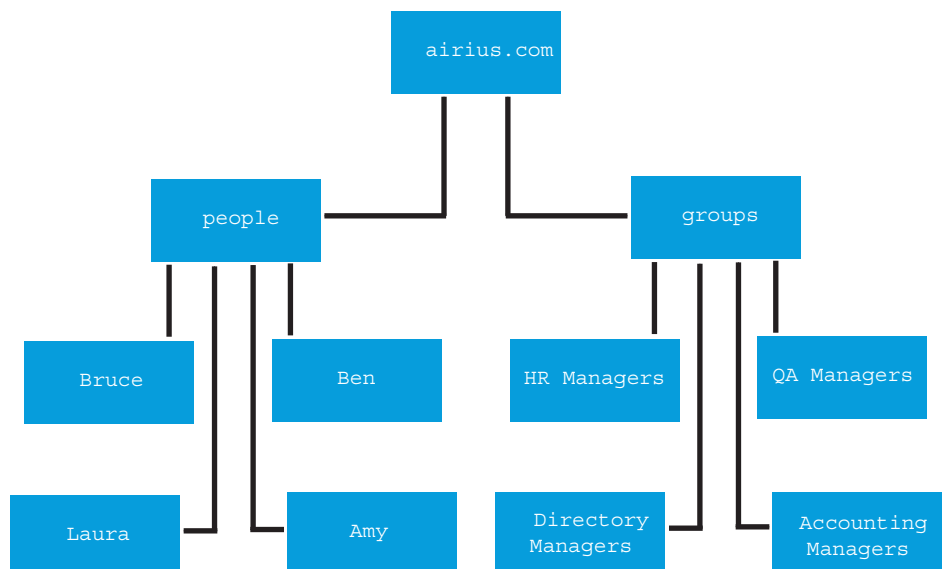 airius.com
people
groups
Bruce
Ben
HR Managers
QA Managers
Laura
Amy
Directory
Managers
Accounting
Managers